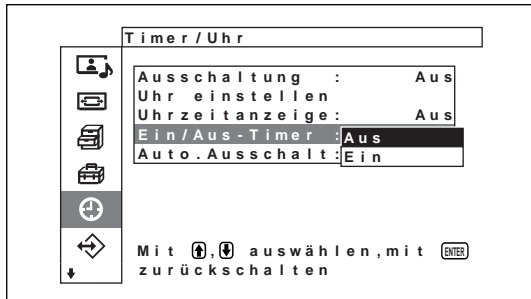 Timer/Uhr
Ausschaltung : Aus
Uhr einstellen
Uhrzeitanzeige: Aus
Ein/Aus-Timer : Aus
Auto.Ausschalt: Ein
Mit ⬆,⬇ auswählen,mit ENTER
zurückschalten